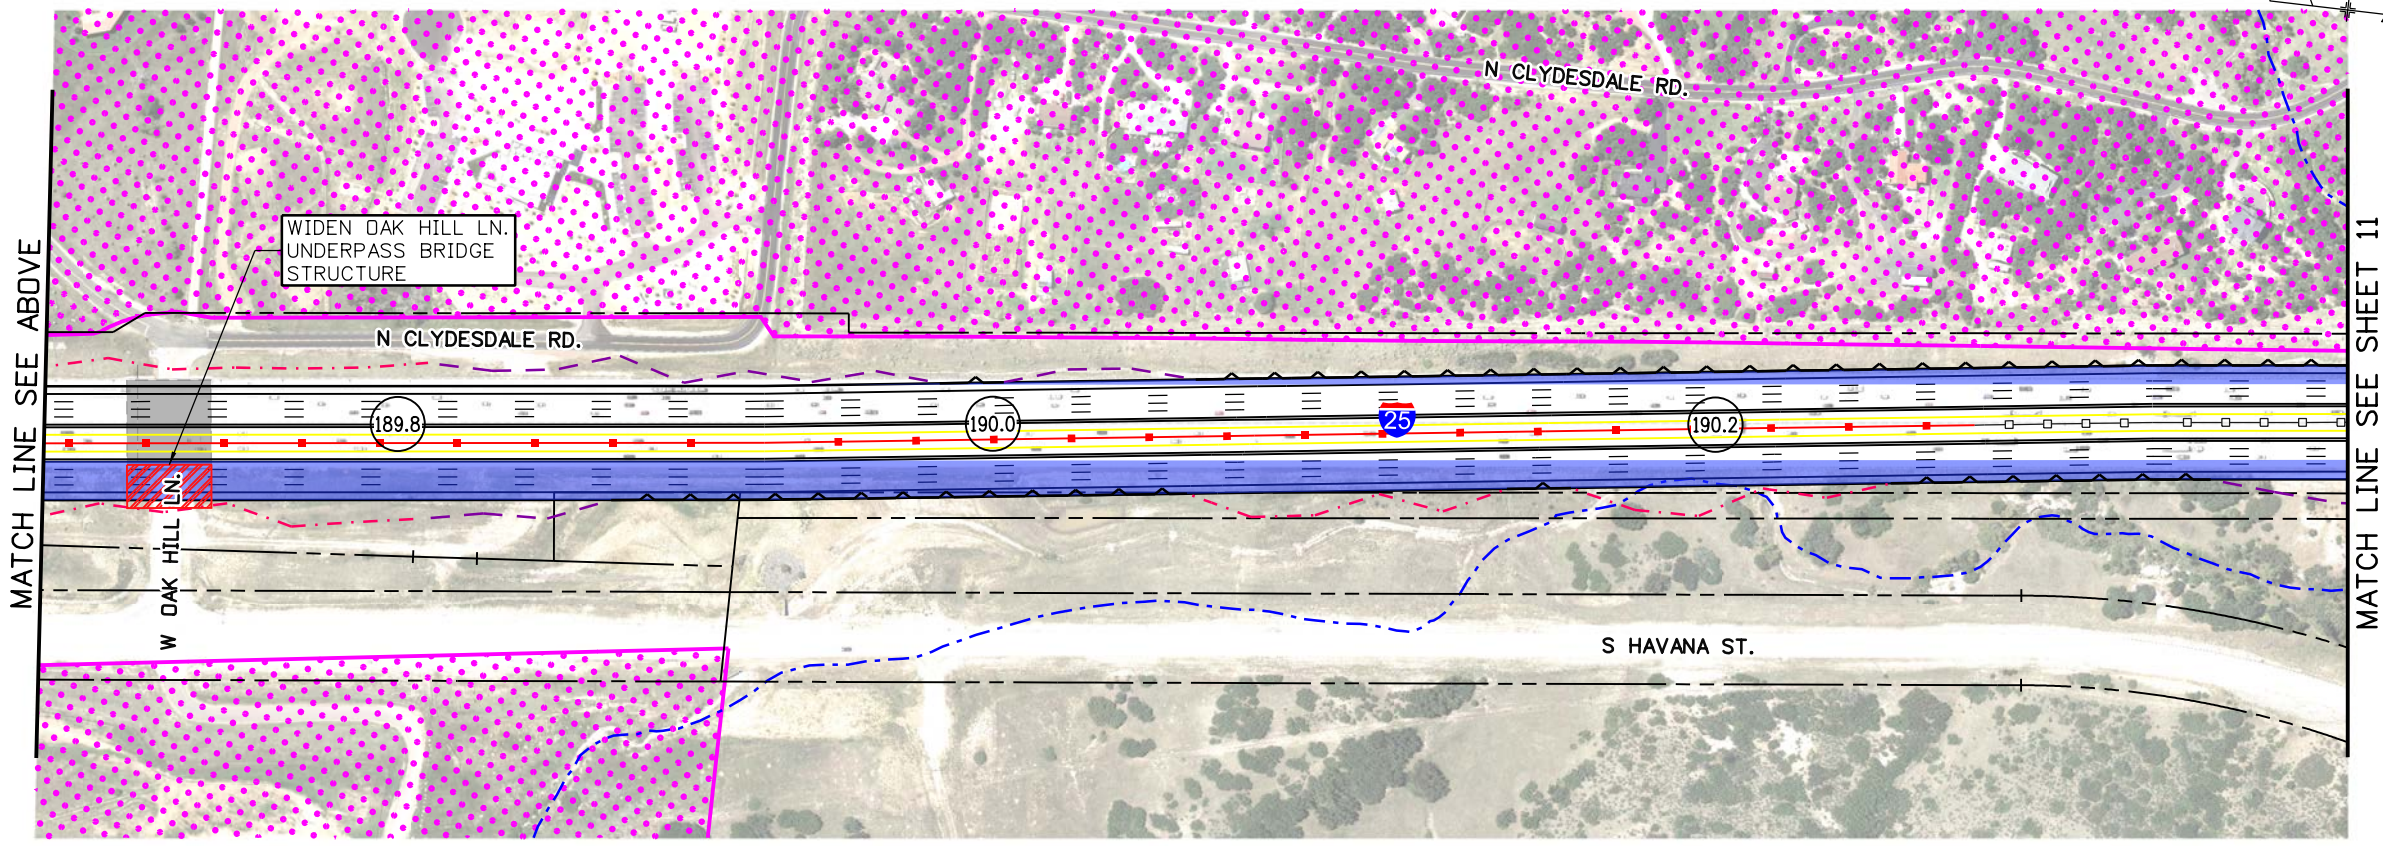 N CLYDESDALE RD.
WIDEN OAK HILL LN.
UNDERPASS BRIDGE
STRUCTURE
N CLYDESDALE RD.
MATCH LINE SEE ABOVE
MATCH LINE SEE SHEET 11
189.8
190.0
25
190.2
W OAK HILL LN.
S HAVANA ST.